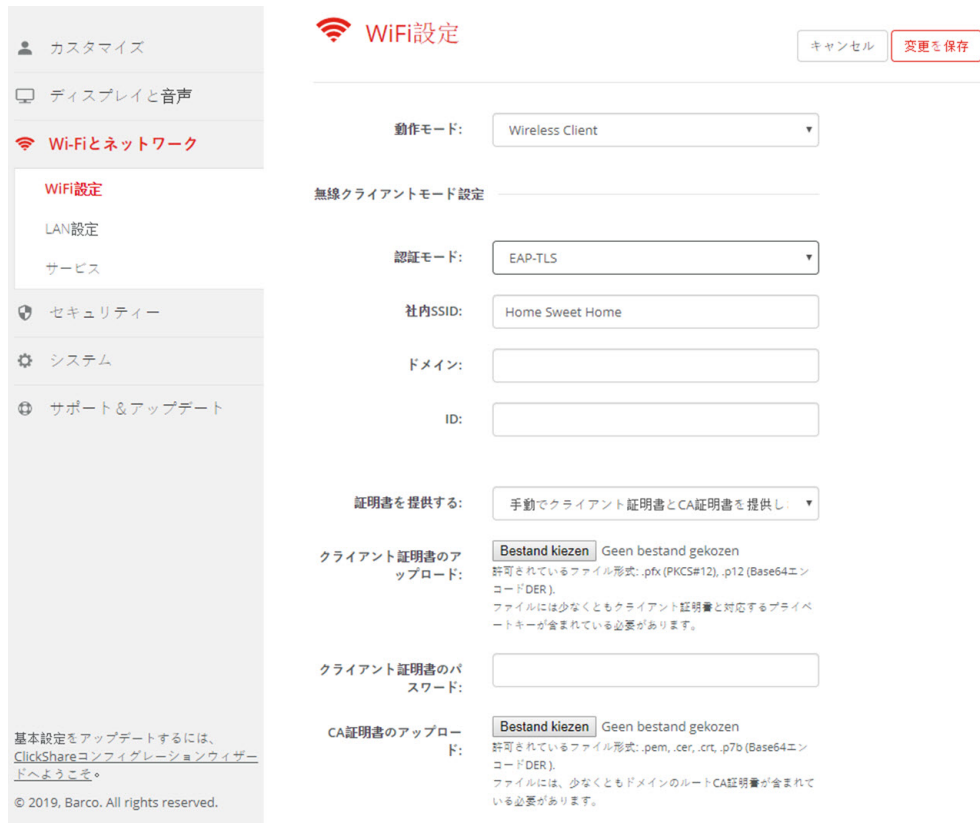 カスタマイズ
ディスプレイと音声
Wi-Fiとネットワーク
WiFi設定
LAN設定
サービス
セキュリティー
システム
サポート＆アップデート
基本設定をアップデートするには、
ClickShareコンフィグレーションウィザー
ドへようこそ。
© 2019, Barco. All rights reserved.
WiFi設定
キャンセル
変更を保存
動作モード:
Wireless Client
無線クライアントモード設定
認証モード:
EAP-TLS
社内SSID:
Home Sweet Home
ドメイン:
ID:
証明書を提供する:
手動でクライアント証明書とCA証明書を提供し
クライアント証明書のア
ップロード:
Bestand kiezen Geen bestand gekozen
許可されているファイル形式: .pfx (PKCS#12), .p12 (Base64エン
コードDER ).
ファイルには少なくともクライアント証明書と対応するプライベ
ートキーが含まれている必要があります。
クライアント証明書のパ
スワード:
CA証明書のアップロー
ド:
Bestand kiezen Geen bestand gekozen
許可されているファイル形式: .pem, .cer, .crt, .p7b (Base64エン
コードDER ).
ファイルには、少なくともドメインのルートCA証明書が含まれて
いる必要があります。